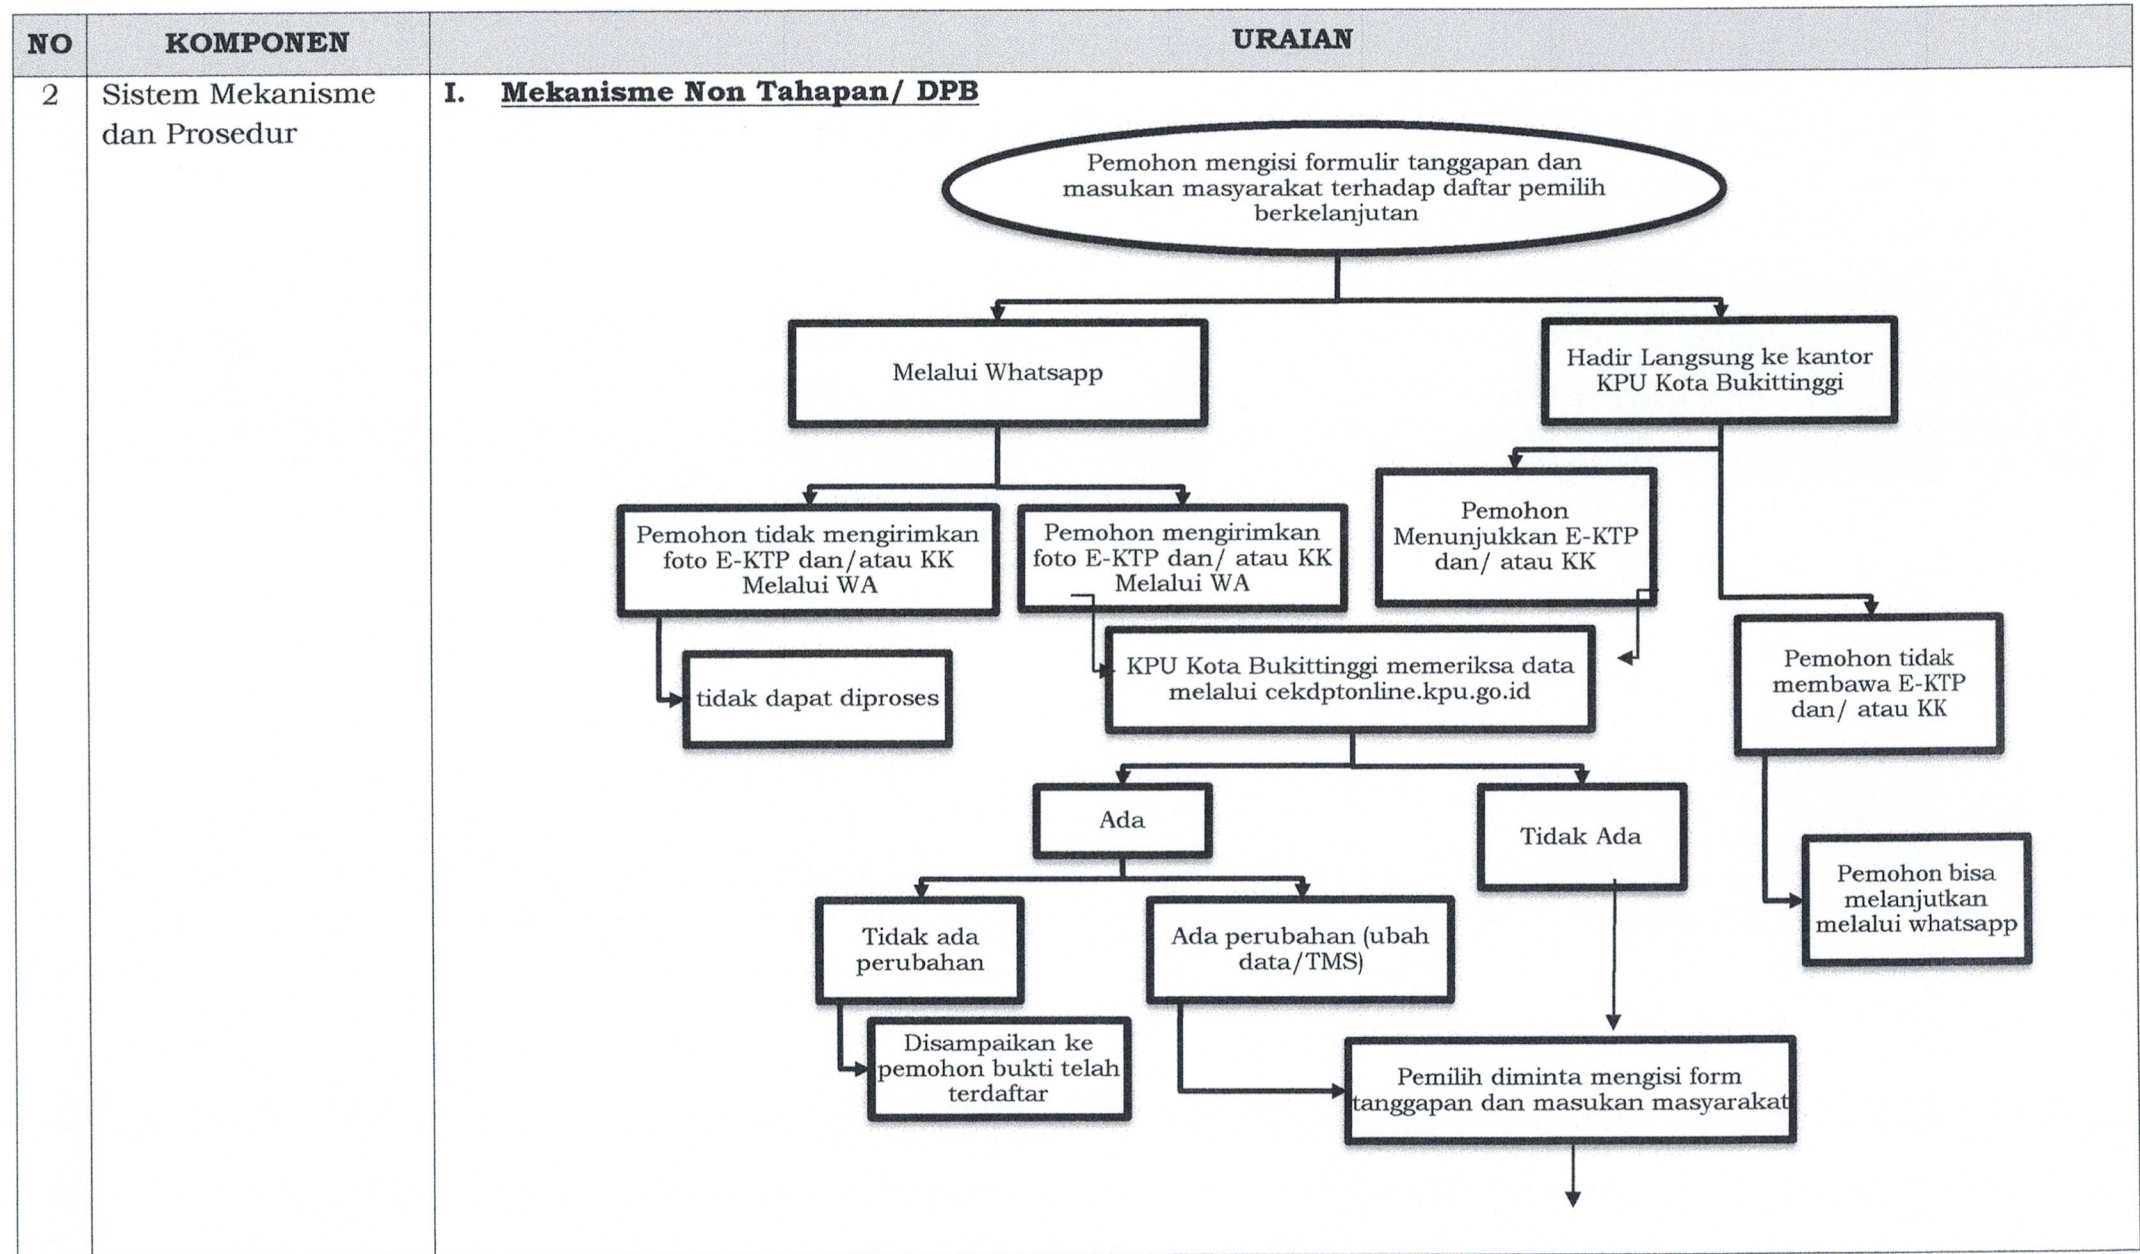 NO KOMPONEN URAIAN
2 Sistem Mekanisme
dan Prosedur
I. Mekanisme Non Tahapan/ DPB
Pemohon mengisi formulir tanggapan dan
masukan masyarakat terhadap daftar pemilih
berkelanjutan
Melalui Whatsapp
Hadir Langsung ke kantor
KPU Kota Bukittinggi
Pemohon tidak mengirimkan
foto E-KTP dan/atau KK
Melalui WA
Pemohon mengirimkan
foto E-KTP dan/ atau KK
Melalui WA
Pemohon
Menunjukkan E-KTP
dan/ atau KK
tidak dapat diproses
KPU Kota Bukittinggi memeriksa data
melalui cekdptonline.kpu.go.id
Pemohon tidak
membawa E-KTP
dan/ atau KK
Ada
Tidak Ada
Pemohon bisa
melanjutkan
melalui whatsapp
Tidak ada
perubahan
Ada perubahan (ubah
data/TMS)
Disampaikan ke
pemohon bukti telah
terdaftar
Pemilih diminta mengisi form
tanggapan dan masukan masyarakat